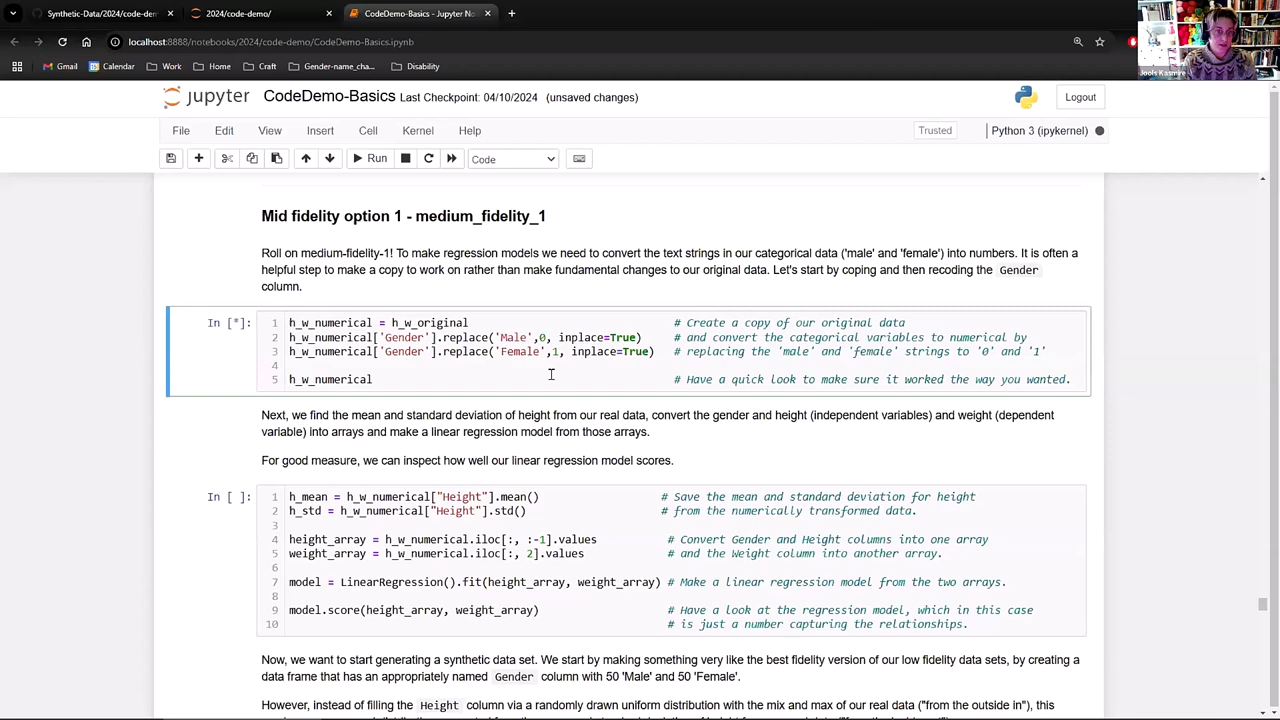 Synthetic-Data/2024/code-der
2024/code-demo/
CodeDemo-Basics - Jupyter No
localhost:8888/notebooks/2024/code-demo/CodeDemo-Basics.ipynb
Gmail
Calendar
Work
Home
Craft
Gender-name_cha...
Disability
Jools Kasmire
jupyter CodeDemo-Basics Last Checkpoint: 04/10/2024 (unsaved changes)
Logout
File Edit View Insert Cell Kernel Help
Trusted
Python 3 (ipykernel)
Run
Code
Mid fidelity option 1 - medium_fidelity_1
Roll on medium-fidelity-1! To make regression models we need to convert the text strings in our categorical data ('male' and 'female') into numbers. It is often a
helpful step to make a copy to work on rather than make fundamental changes to our original data. Let's start by coping and then recoding the Gender
column.
In [*]:
1 h_w_numerical = h_w_original # Create a copy of our original data
2 h_w_numerical['Gender'].replace('Male',0, inplace=True) # and convert the categorical variables to numerical by
3 h_w_numerical['Gender'].replace('Female',1, inplace=True) # replacing the 'male' and 'female' strings to '0' and '1'
4
5 h_w_numerical # Have a quick look to make sure it worked the way you wanted.
Next, we find the mean and standard deviation of height from our real data, convert the gender and height (independent variables) and weight (dependent
variable) into arrays and make a linear regression model from those arrays.
For good measure, we can inspect how well our linear regression model scores.
In [ ]:
1 h_mean = h_w_numerical["Height"].mean() # Save the mean and standard deviation for height
2 h_std = h_w_numerical["Height"].std() # from the numerically transformed data.
3
4 height_array = h_w_numerical.iloc[:, :-1].values # Convert Gender and Height columns into one array
5 weight_array = h_w_numerical.iloc[:, 2].values # and the Weight column into another array.
6
7 model = LinearRegression().fit(height_array, weight_array) # Make a linear regression model from the two arrays.
8
9 model.score(height_array, weight_array) # Have a look at the regression model, which in this case
10 # is just a number capturing the relationships.
Now, we want to start generating a synthetic data set. We start by making something very like the best fidelity version of our low fidelity data sets, by creating a
data frame that has an appropriately named Gender column with 50 'Male' and 50 'Female'.
However, instead of filling the Height column via a randomly drawn uniform distribution with the mix and max of our real data ("from the outside in"), this